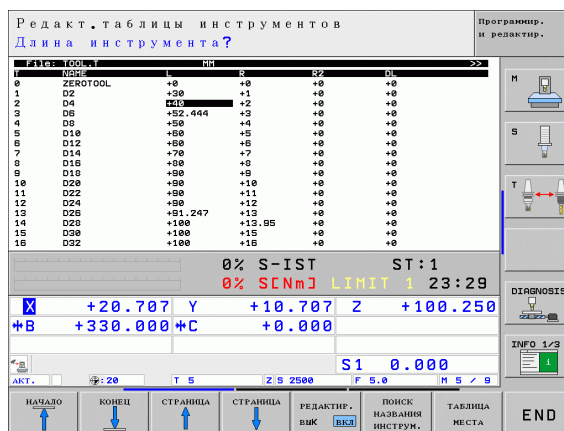 Редакт.таблицы инструментов
Длина инструмента?
Программир.
и редактир.
File: TOOL.T MM >>
T NAME L R R2 DL
0 ZEROTOOL +0 +0 +0 +0
1 D2 +30 +1 +0 +0
2 D4 +40 +2 +0 +0
3 D6 +52.444 +3 +0 +0
4 D8 +50 +4 +0 +0
5 D10 +60 +5 +0 +0
6 D12 +60 +6 +0 +0
7 D14 +70 +7 +0 +0
8 D16 +80 +8 +0 +0
9 D18 +90 +9 +0 +0
10 D20 +90 +10 +0 +0
11 D22 +90 +11 +0 +0
12 D24 +90 +12 +0 +0
13 D26 +91.247 +13 +0 +0
14 D28 +100 +13.95 +0 +0
15 D30 +100 +15 +0 +0
16 D32 +100 +16 +0 +0
M
S
T
DIAGNOSIS
INFO 1/3
0% S-IST ST:1
0% S[Nm] LIMIT 1 23:29
X +20.707 Y +10.707 Z +100.250
B +330.000 C +0.000
S1 0.000
АКТ. : 20 T 5 Z S 2500 F 5.0 M 5 / 9
НАЧАЛО
КОНЕЦ
СТРАНИЦА
СТРАНИЦА
РЕДАКТИР.
ВЫК ВКЛ
ПОИСК
НАЗВАНИЯ
ИНСТРУМ.
ТАБЛИЦА
МЕСТА
END